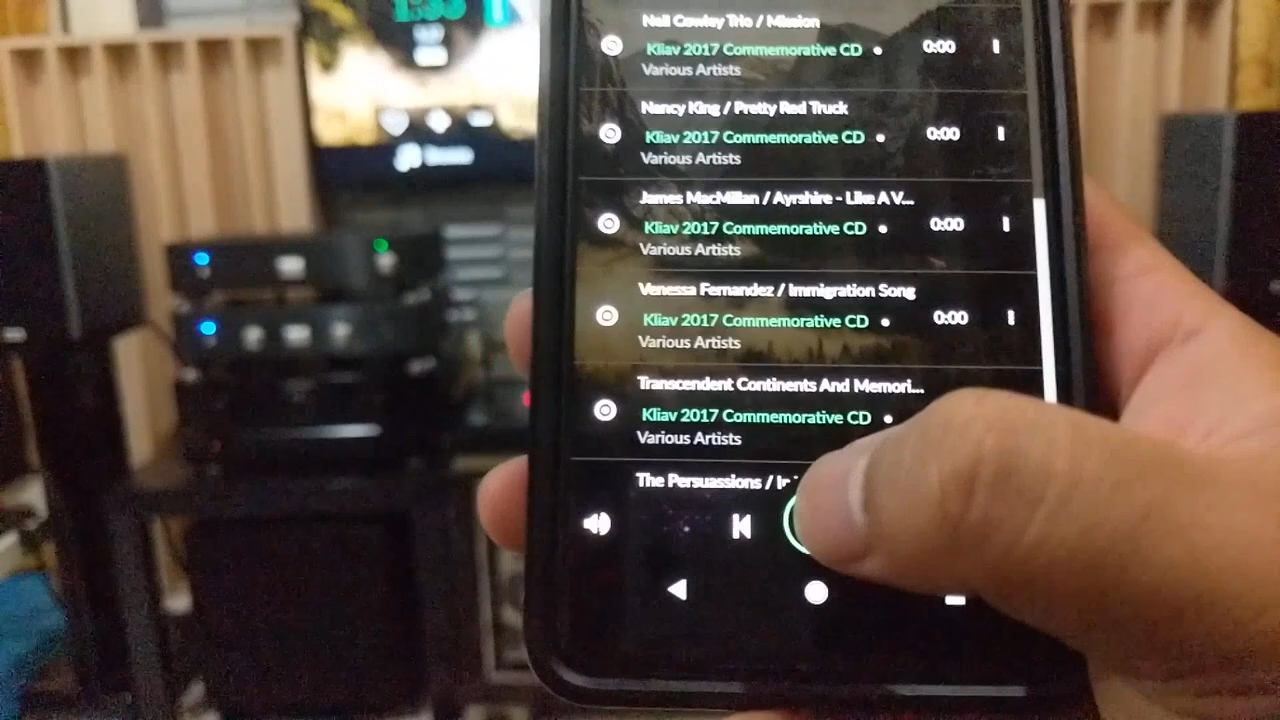 Neil Cowley Trio / Mission
Kliav 2017 Commemorative CD
0:00
Various Artists
Nancy King / Pretty Red Truck
Kliav 2017 Commemorative CD
0:00
Various Artists
James MacMillan / Ayrshire - Like A V...
Kliav 2017 Commemorative CD
0:00
Various Artists
Venessa Fernandez / Immigration Song
Kliav 2017 Commemorative CD
0:00
Various Artists
Transcendent Continents And Memori...
Kliav 2017 Commemorative CD
Various Artists
The Persuassions /